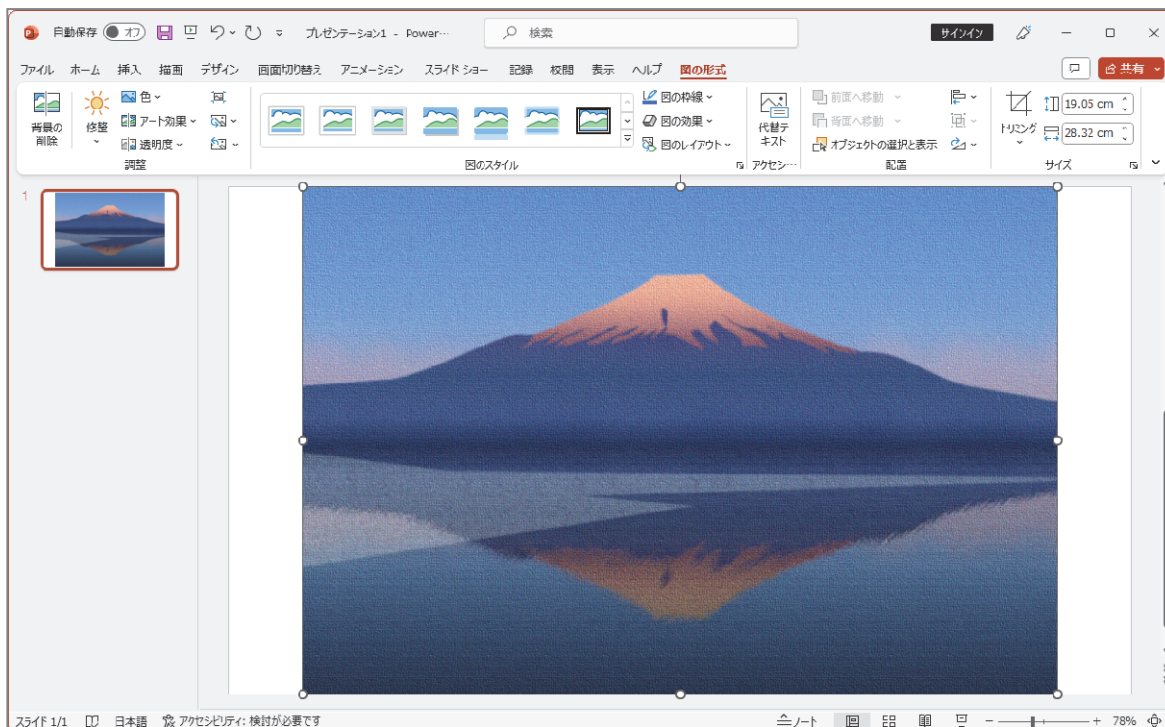 自動保存 オフ プレゼンテーション1 - Power… 検索 サインイン
ファイル ホーム 挿入 描画 デザイン 画面切り替え アニメーション スライド ショー 記録 校閲 表示 ヘルプ 図の形式 共有
背景の
削除
修整
色
アート効果
透明度
調整
図のスタイル
図の枠線
図の効果
図のレイアウト
代替テ
キスト
アクセシ…
前面へ移動
背面へ移動
オブジェクトの選択と表示
配置
トリミング
19.05 cm
28.32 cm
サイズ
1
スライド 1/1 日本語 アクセシビリティ: 検討が必要です ノート 78%